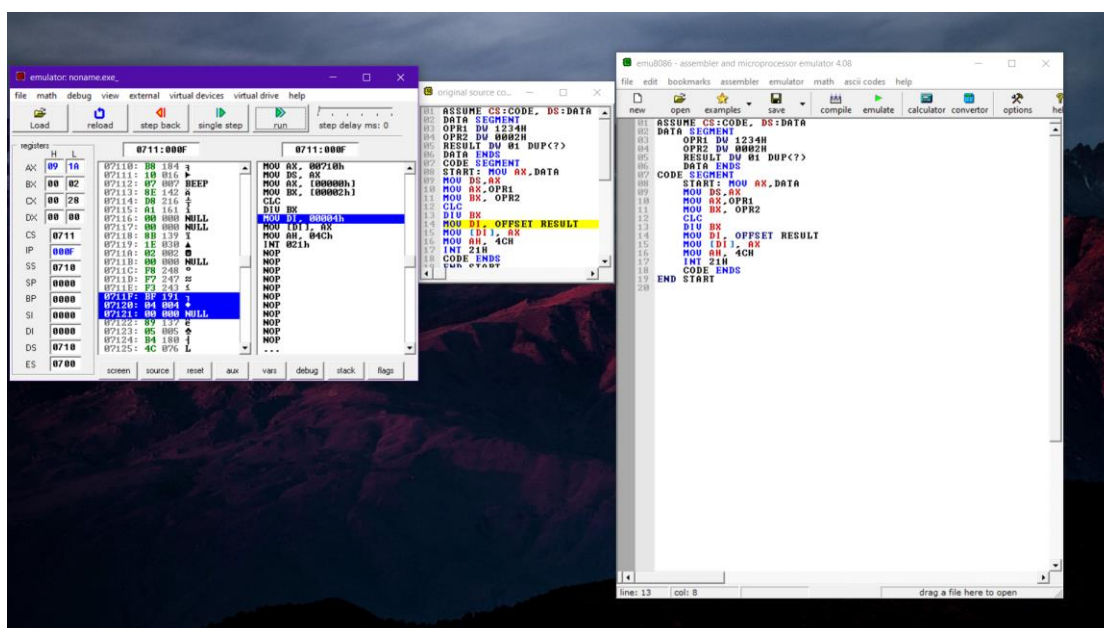 emulator: noname.exe_
file math debug view external virtual devices virtual drive help
Load reload step back single step run step delay ms: 0
registers
H L
0711:000F 0711:000F
AX 09 1A
BX 00 02
CX 00 28
DX 00 00
CS 0711
IP 000F
SS 0710
SP 0000
BP 0000
SI 0000
DI 0000
DS 0710
ES 0700
07110: B8 184
07111: 10 016
07112: 07 007 BEEP
07113: 8E 142
07114: D8 216
07115: A1 161
07116: 00 000 NULL
07117: 00 000 NULL
07118: 8B 139
07119: 1E 030
0711A: 02 002
0711B: 00 000 NULL
0711C: F8 248
0711D: F7 247
0711E: F3 243
0711F: BF 191
07120: 04 004
07121: 00 000 NULL
07122: 89 137
07123: 05 005
07124: B4 180
07125: 4C 076 L
MOV AX, 00710h
MOV DS, AX
MOV AX, [00000h]
MOV BX, [00002h]
CLC
DIV BX
MOV DI, 00004h
MOV [DI], AX
MOV AH, 04Ch
INT 021h
NOP
NOP
NOP
NOP
NOP
NOP
NOP
NOP
NOP
NOP
NOP
...
screen source reset aux vars debug stack flags
original source co...
01 ASSUME CS:CODE, DS:DATA
02 DATA SEGMENT
03 OPR1 DW 1234H
04 OPR2 DW 0002H
05 RESULT DW 01 DUP(?)
06 DATA ENDS
07 CODE SEGMENT
08 START: MOV AX,DATA
09 MOV DS,AX
10 MOV AX,OPR1
11 MOV BX, OPR2
12 CLC
13 DIV BX
14 MOV DI, OFFSET RESULT
15 MOV [DI], AX
16 MOV AH, 4CH
17 INT 21H
18 CODE ENDS
END START
emu8086 - assembler and microprocessor emulator 4.08
file edit bookmarks assembler emulator math ascii codes help
new open examples save compile emulate calculator convertor options he
01 ASSUME CS:CODE, DS:DATA
02 DATA SEGMENT
03 OPR1 DW 1234H
04 OPR2 DW 0002H
05 RESULT DW 01 DUP(?)
06 DATA ENDS
07 CODE SEGMENT
08 START: MOV AX,DATA
09 MOV DS,AX
10 MOV AX,OPR1
11 MOV BX, OPR2
12 CLC
13 DIV BX
14 MOV DI, OFFSET RESULT
15 MOV [DI], AX
16 MOV AH, 4CH
17 INT 21H
18 CODE ENDS
19 END START
20
line: 13 col: 8 drag a file here to open